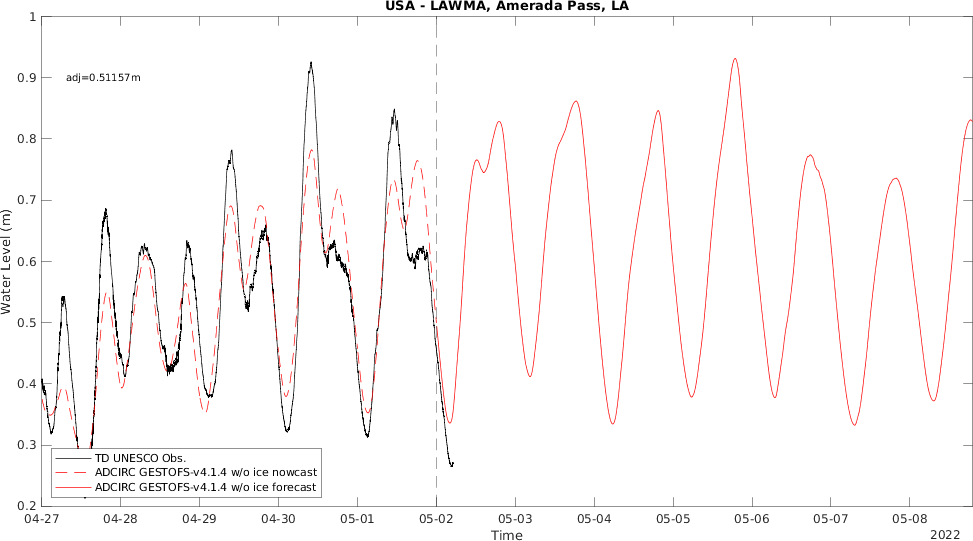 USA - LAWMA, Amerada Pass, LA
1
0.9
adj=0.51157m
0.8
0.7
0.6
0.5
0.4
0.3
0.2
Water Level (m)
TD UNESCO Obs.
ADCIRC GESTOFS-v4.1.4 w/o ice nowcast
ADCIRC GESTOFS-v4.1.4 w/o ice forecast
04-27 04-28 04-29 04-30 05-01 05-02 05-03 05-04 05-05 05-06 05-07 05-08
Time
2022